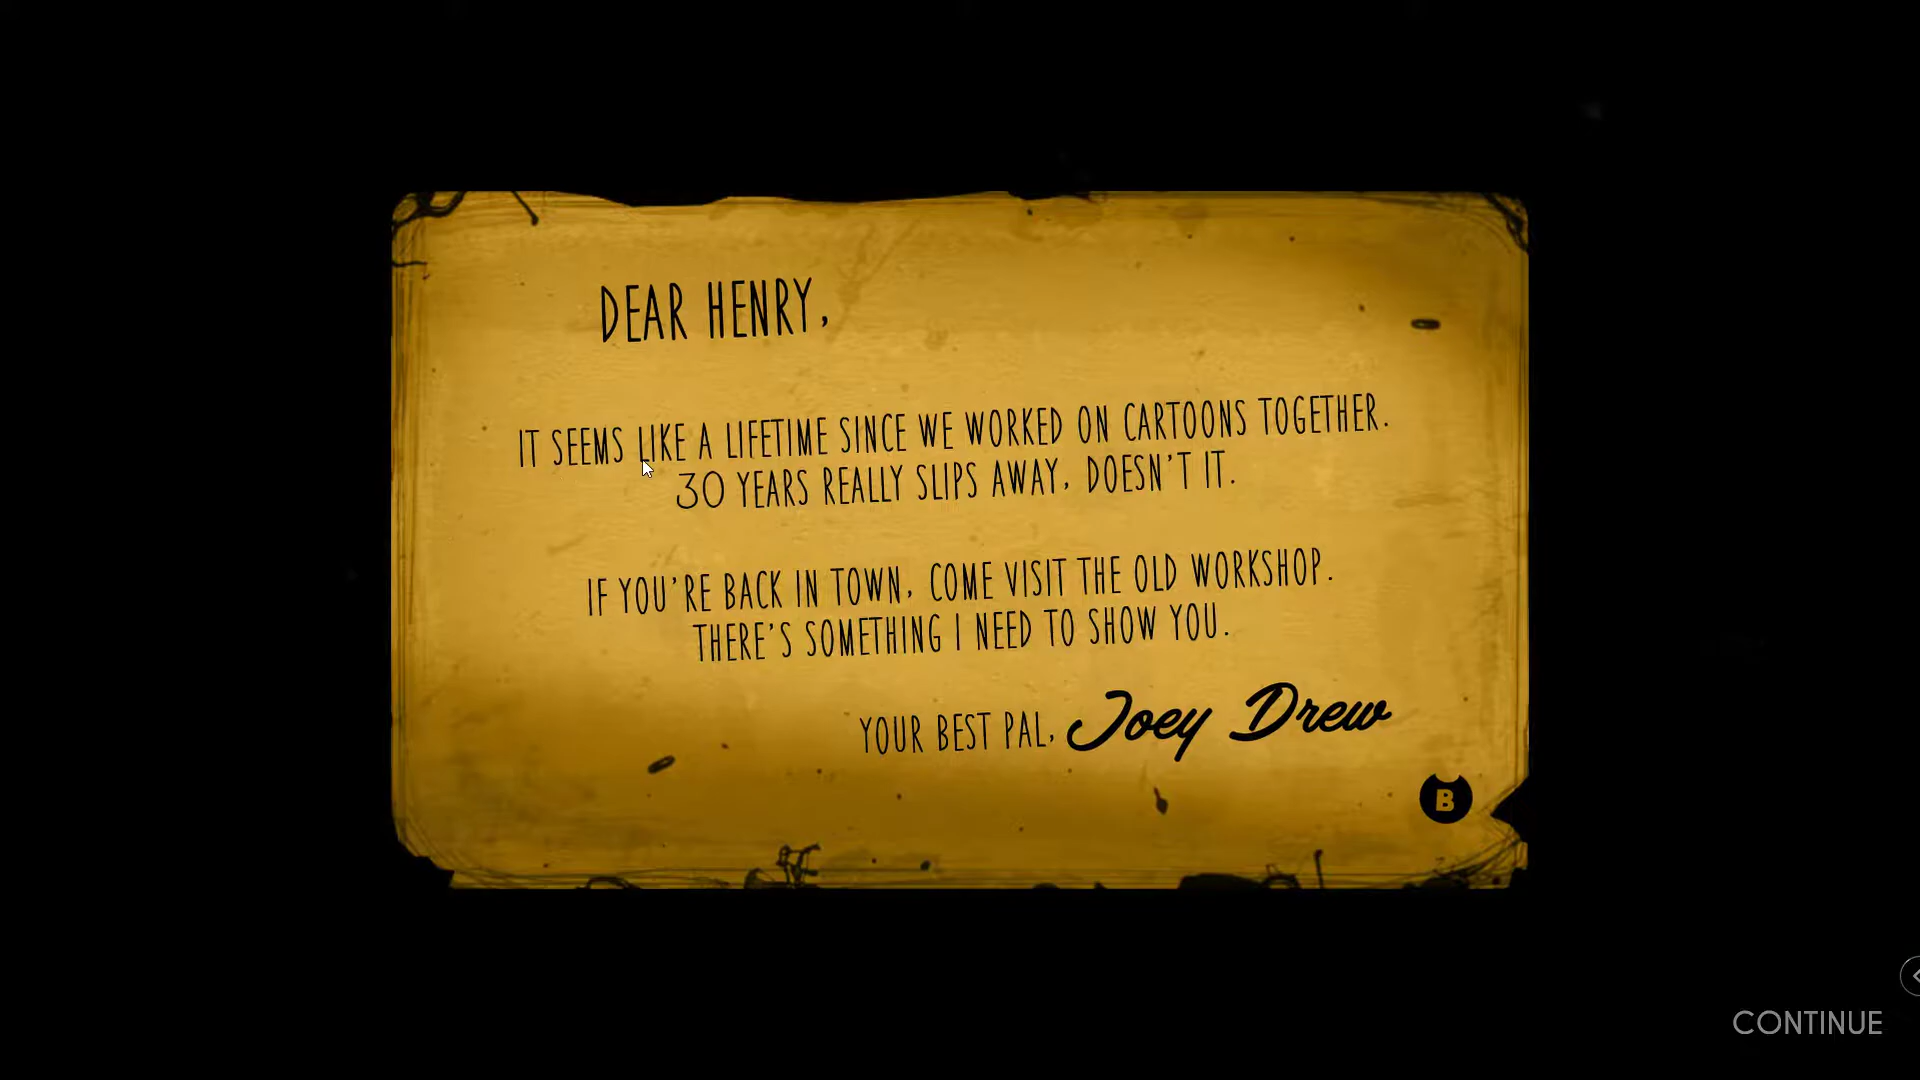 DEAR HENRY,
IT SEEMS LIKE A LIFETIME SINCE WE WORKED ON CARTOONS TOGETHER.
30 YEARS REALLY SLIPS AWAY, DOESN'T IT.
IF YOU'RE BACK IN TOWN, COME VISIT THE OLD WORKSHOP.
THERE'S SOMETHING I NEED TO SHOW YOU.
YOUR BEST PAL, Joey Drew
B
CONTINUE